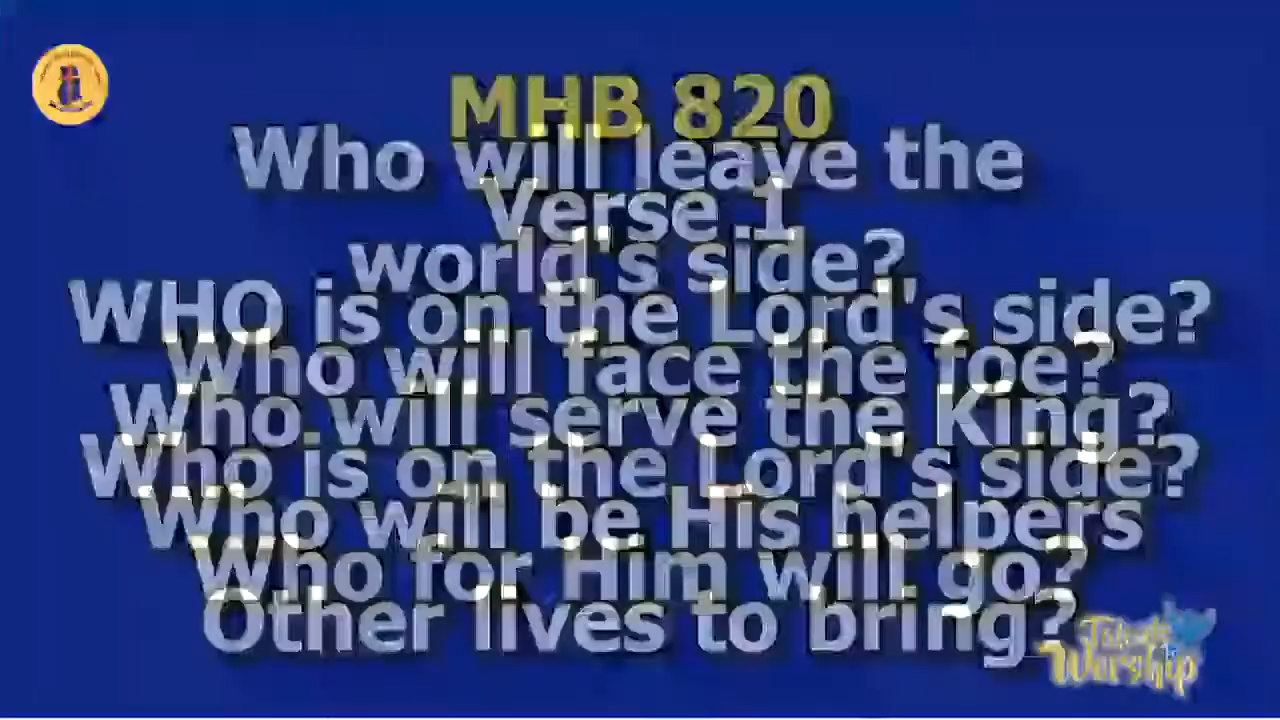 MHB 820
Who will leave the
Verse 1
world's side?
WHO is on the Lord's side?
Who will face the foe?
Who will serve the King?
Who is on the Lord's side?
Who will be His helpers
Who for Him will go?
Other lives to bring?
Worship